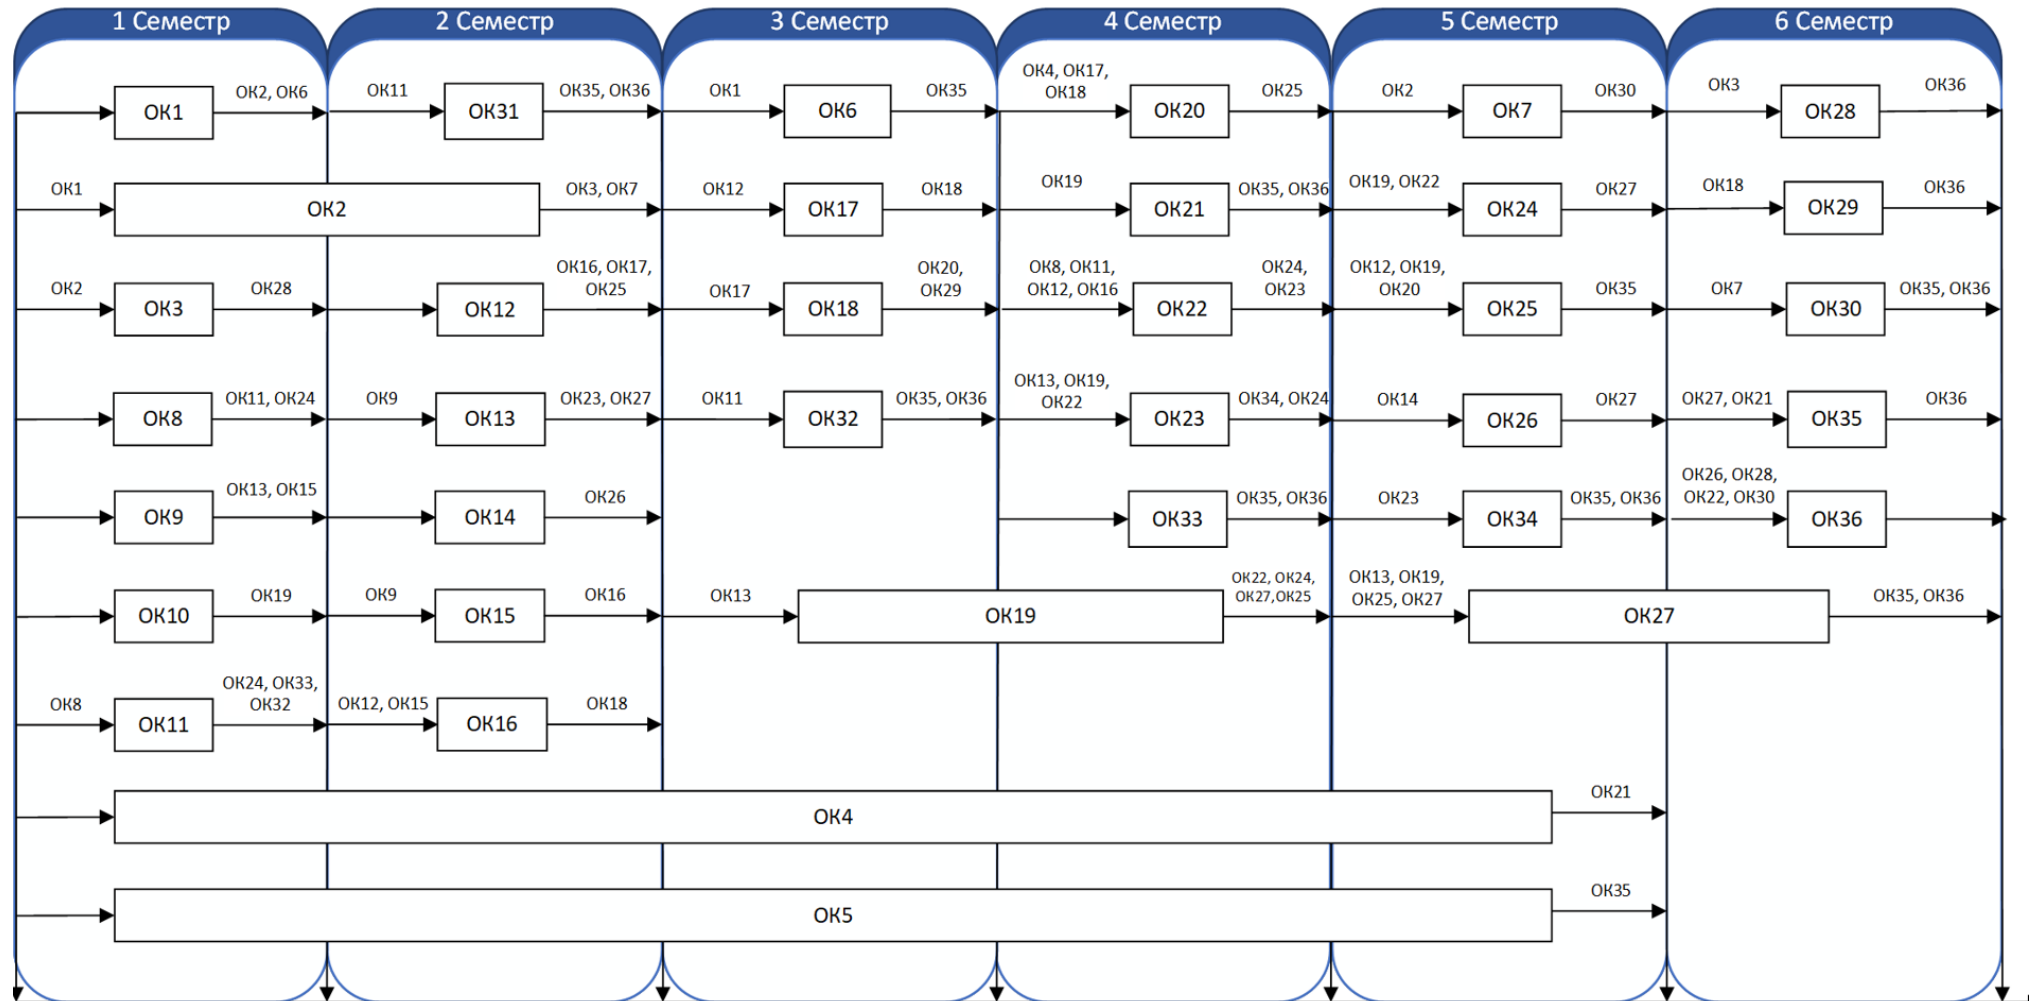 1 Семестр
2 Семестр
3 Семестр
4 Семестр
5 Семестр
6 Семестр
ОК1
ОК2, ОК6
ОК11
ОК31
ОК35, ОК36
ОК1
ОК6
ОК35
ОК4, ОК17,
ОК18
ОК20
ОК25
ОК2
ОК7
ОК30
ОК3
ОК28
ОК36
ОК1
ОК2
ОК3, ОК7
ОК12
ОК17
ОК18
ОК19
ОК21
ОК35, ОК36
ОК19, ОК22
ОК24
ОК27
ОК18
ОК29
ОК36
ОК2
ОК3
ОК28
ОК12
ОК16, ОК17,
ОК25
ОК17
ОК18
ОК20,
ОК29
ОК8, ОК11,
ОК12, ОК16
ОК22
ОК24,
ОК23
ОК12, ОК19,
ОК20
ОК25
ОК35
ОК7
ОК30
ОК35, ОК36
ОК8
ОК11, ОК24
ОК9
ОК13
ОК23, ОК27
ОК11
ОК32
ОК35, ОК36
ОК13, ОК19,
ОК22
ОК23
ОК34, ОК24
ОК14
ОК26
ОК27
ОК27, ОК21
ОК35
ОК36
ОК9
ОК13, ОК15
ОК14
ОК26
ОК33
ОК35, ОК36
ОК23
ОК34
ОК35, ОК36
ОК26, ОК28,
ОК22, ОК30
ОК36
ОК10
ОК19
ОК9
ОК15
ОК16
ОК13
ОК19
ОК22, ОК24,
ОК27,ОК25
ОК13, ОК19,
ОК25, ОК27
ОК27
ОК35, ОК36
ОК8
ОК11
ОК24, ОК33,
ОК32
ОК12, ОК15
ОК16
ОК18
ОК4
ОК21
ОК5
ОК35